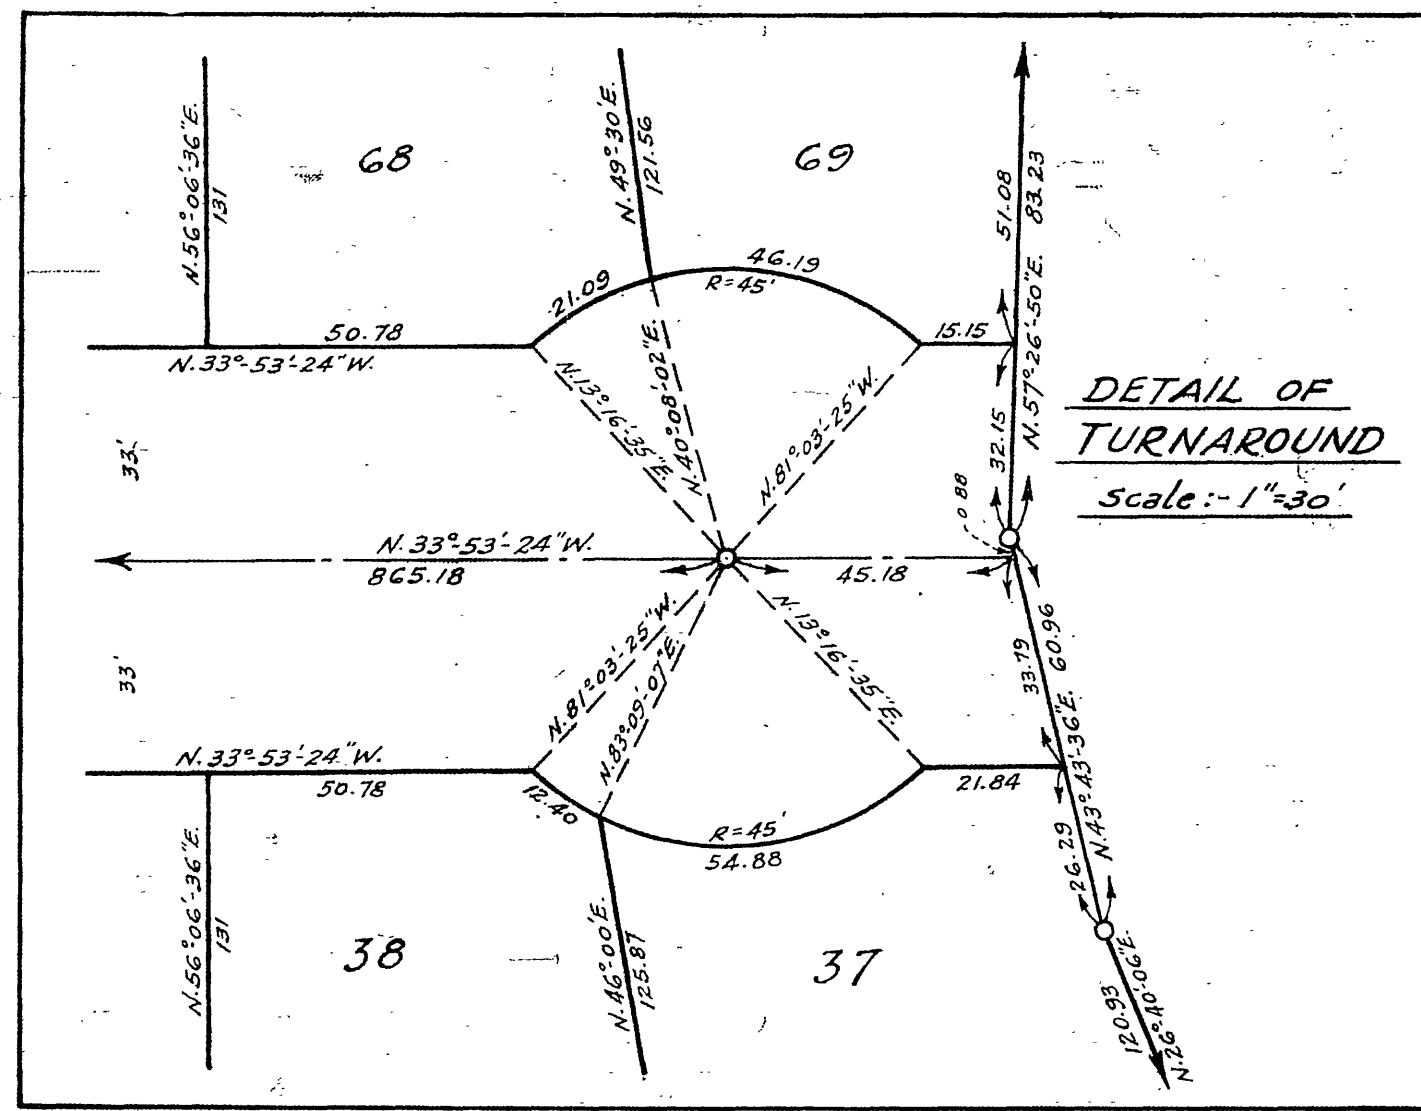 N.56°-06'-36"E.
131
68
N.49°-30'E.
121.56
69
51.08
83.23
N.57°-26'-50"E.
32.15
21.09
46.19
R=45'
50.78
N.33°-53'-24"W.
15.15
N.13°-16'-35"E.
N.40°-08'-02"E.
N.81°-03'-25"W.
DETAIL OF
TURNAROUND
scale:- 1"=30'
33'
0.88
N.33°-53'-24"W.
865.18
45.18
33'
N.81°-03'-25"W.
N.83°-09'-07"E.
N.13°-16'-35"E.
33.79
60.96
N.43°-43'-36"E.
26.29
N.33°-53'-24"W.
50.78
12.40
R=45'
54.88
21.84
N.56°-06'-36"E.
131
38
N.46°-00'E.
125.87
37
120.93
N.26°-40'-06"E.